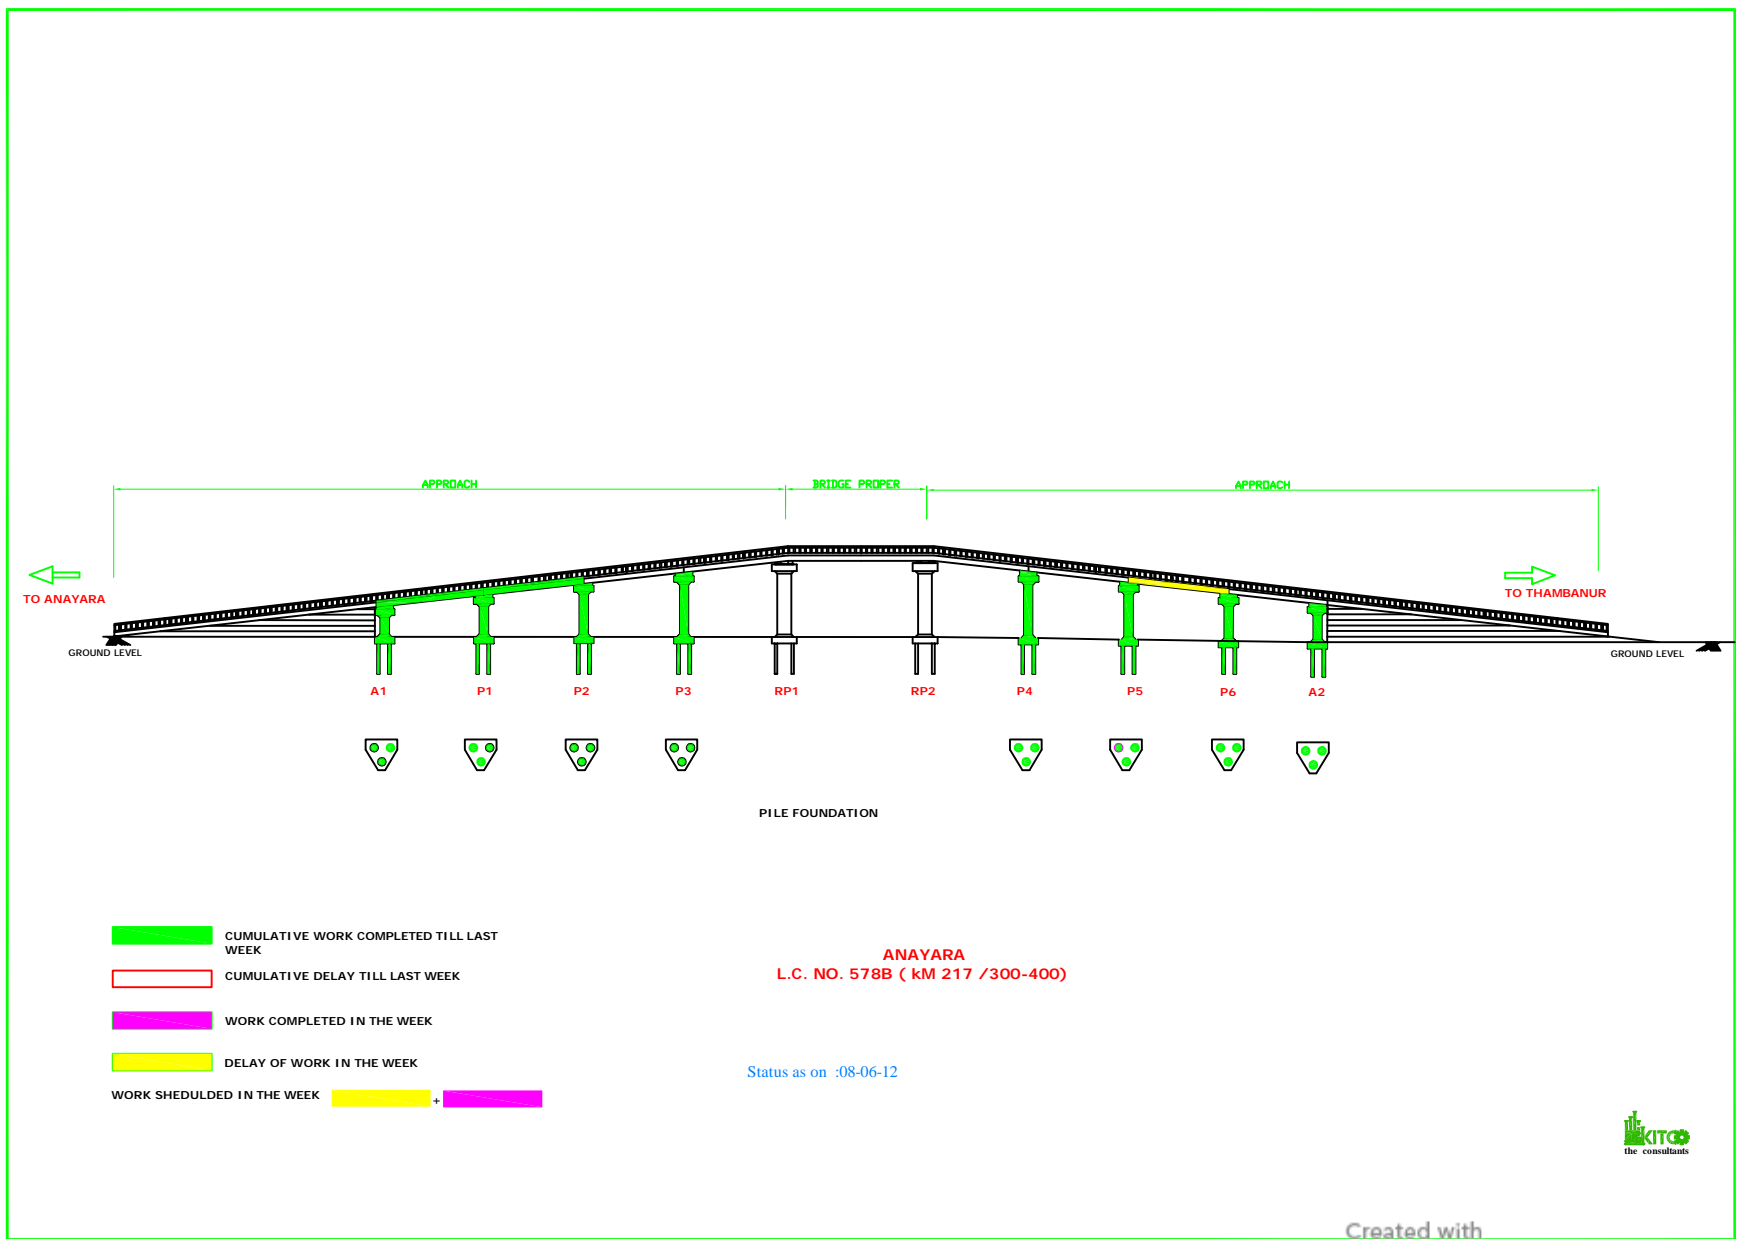 APPROACH
BRIDGE PROPER
APPROACH
TO ANAYARA
TO THAMBANUR
GROUND LEVEL
GROUND LEVEL
A1
P1
P2
P3
RP1
RP2
P4
P5
P6
A2
PILE FOUNDATION
CUMULATIVE WORK COMPLETED TILL LAST
WEEK
CUMULATIVE DELAY TILL LAST WEEK
WORK COMPLETED IN THE WEEK
DELAY OF WORK IN THE WEEK
WORK SHEDULDED IN THE WEEK
+
ANAYARA
L.C. NO. 578B ( kM 217 /300-400)
Status as on :08-06-12
KITCO
the consultants
Created with